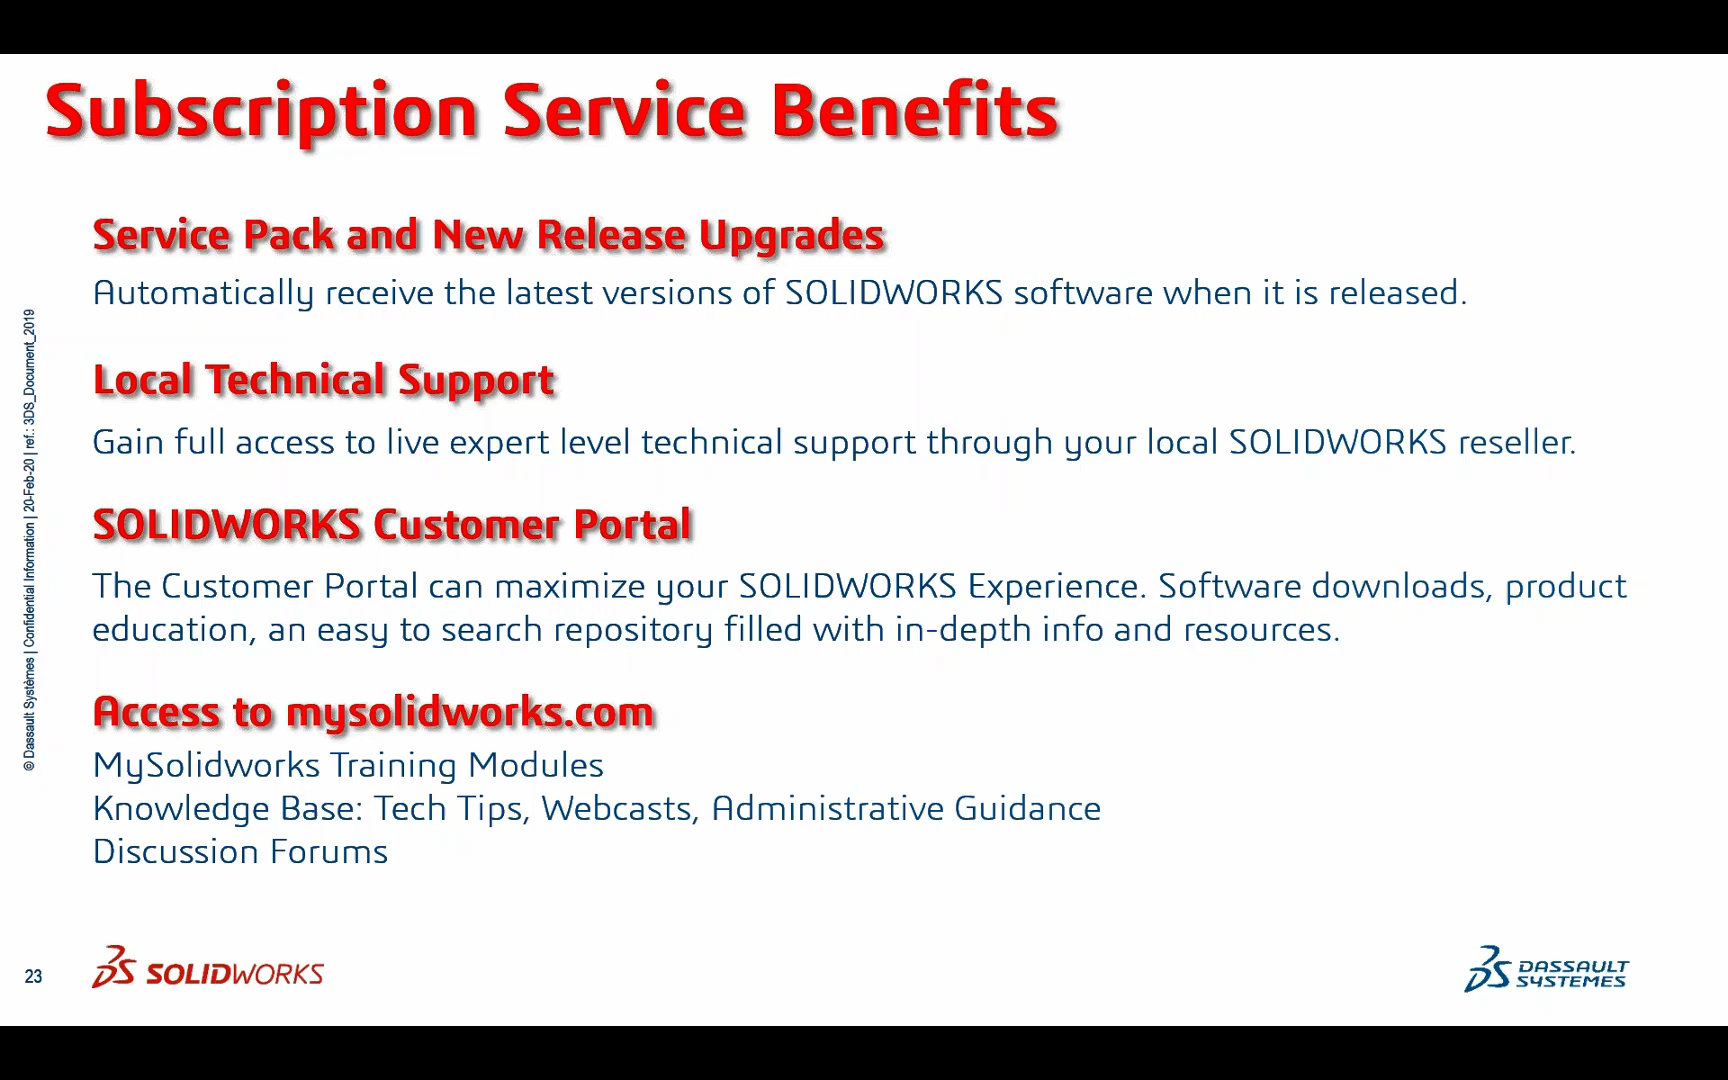 Subscription Service Benefits
Service Pack and New Release Upgrades
Automatically receive the latest versions of SOLIDWORKS software when it is released.
Local Technical Support
Gain full access to live expert level technical support through your local SOLIDWORKS reseller.
SOLIDWORKS Customer Portal
The Customer Portal can maximize your SOLIDWORKS Experience. Software downloads, product
education, an easy to search repository filled with in-depth info and resources.
Access to mysolidworks.com
MySolidworks Training Modules
Knowledge Base: Tech Tips, Webcasts, Administrative Guidance
Discussion Forums
© Dassault Systèmes | Confidential Information | 20-Feb-20 | ref.: 3DS_Document_2019
23
3DS SOLIDWORKS
3DS DASSAULT
SYSTEMES